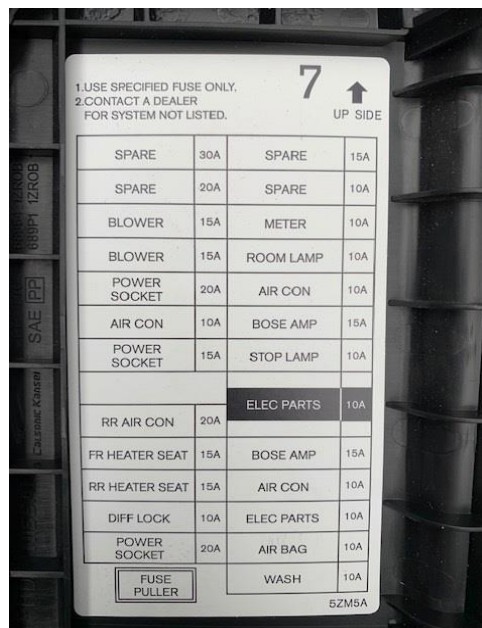 7
1.USE SPECIFIED FUSE ONLY.
2.CONTACT A DEALER
FOR SYSTEM NOT LISTED.
UP SIDE
SPARE 30A SPARE 15A
SPARE 20A SPARE 10A
BLOWER 15A METER 10A
BLOWER 15A ROOM LAMP 10A
POWER
SOCKET 20A AIR CON 10A
AIR CON 10A BOSE AMP 15A
POWER
SOCKET 15A STOP LAMP 10A
ELEC PARTS 10A
RR AIR CON 20A
FR HEATER SEAT 15A BOSE AMP 15A
RR HEATER SEAT 15A AIR CON 10A
DIFF LOCK 10A ELEC PARTS 10A
POWER
SOCKET 20A AIR BAG 10A
FUSE
PULLER
WASH 10A
5ZM5A
689P1 1ZROB
SAE PP
Calsonic Kansei